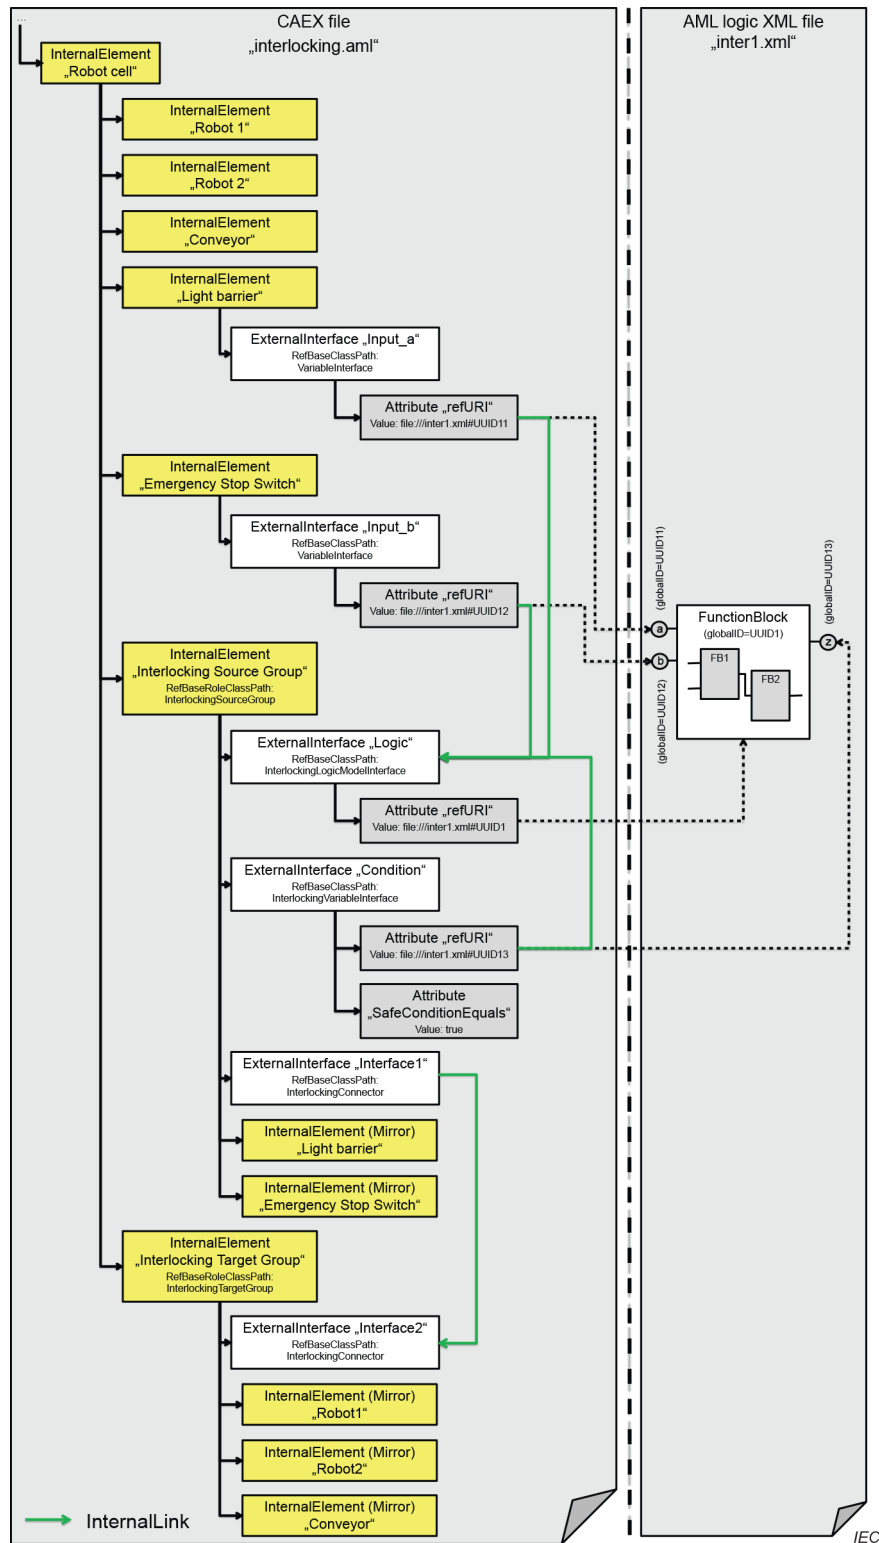 ...
CAEX file
„interlocking.aml“
AML logic XML file
„inter1.xml“
InternalElement
„Robot cell“
InternalElement
„Robot 1“
InternalElement
„Robot 2“
InternalElement
„Conveyor“
InternalElement
„Light barrier“
ExternalInterface „Input_a“
RefBaseClassPath:
VariableInterface
Attribute „refURI“
Value: file:///inter1.xml#UUID11
InternalElement
„Emergency Stop Switch“
ExternalInterface „Input_b“
RefBaseClassPath:
VariableInterface
Attribute „refURI“
Value: file:///inter1.xml#UUID12
(globalID=UUID11)
(globalID=UUID13)
a
b
z
FunctionBlock
(globalID=UUID1)
FB1
FB2
(globalID=UUID12)
InternalElement
„Interlocking Source Group“
RefBaseRoleClassPath:
InterlockingSourceGroup
ExternalInterface „Logic“
RefBaseClassPath:
InterlockingLogicModelInterface
Attribute „refURI“
Value: file:///inter1.xml#UUID1
ExternalInterface „Condition“
RefBaseClassPath:
InterlockingVariableInterface
Attribute „refURI“
Value: file:///inter1.xml#UUID13
Attribute
„SafeConditionEquals“
Value: true
ExternalInterface „Interface1“
RefBaseClassPath:
InterlockingConnector
InternalElement (Mirror)
„Light barrier“
InternalElement (Mirror)
„Emergency Stop Switch“
InternalElement
„Interlocking Target Group“
RefBaseRoleClassPath:
InterlockingTargetGroup
ExternalInterface „Interface2“
RefBaseClassPath:
InterlockingConnector
InternalElement (Mirror)
„Robot1“
InternalElement (Mirror)
„Robot2“
InternalElement (Mirror)
„Conveyor“
InternalLink
IEC